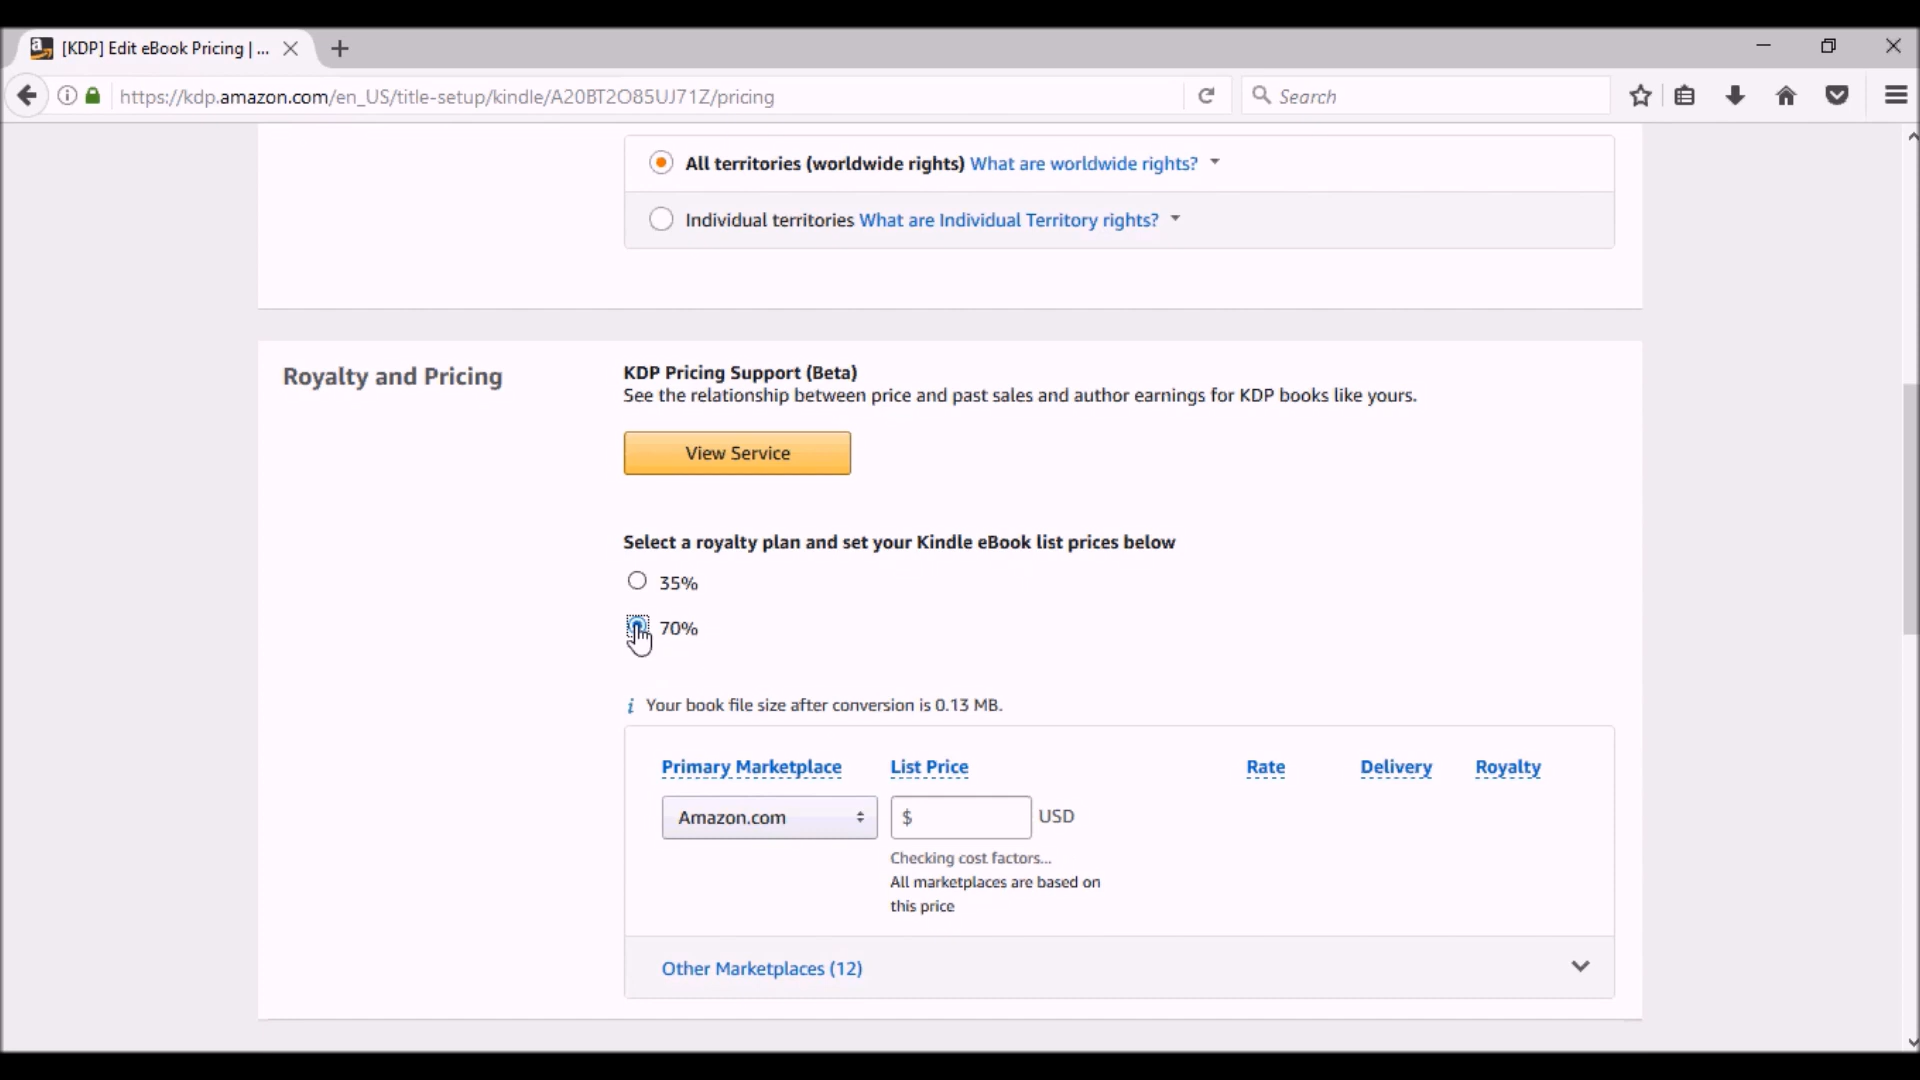 [KDP] Edit eBook Pricing | ...
https://kdp.amazon.com/en_US/title-setup/kindle/A20BT2O85UJ71Z/pricing
Search
All territories (worldwide rights) What are worldwide rights?
Individual territories What are Individual Territory rights?
Royalty and Pricing
KDP Pricing Support (Beta)
See the relationship between price and past sales and author earnings for KDP books like yours.
View Service
Select a royalty plan and set your Kindle eBook list prices below
35%
70%
i Your book file size after conversion is 0.13 MB.
Primary Marketplace List Price Rate Delivery Royalty
Amazon.com $ USD
Checking cost factors...
All marketplaces are based on
this price
Other Marketplaces (12)